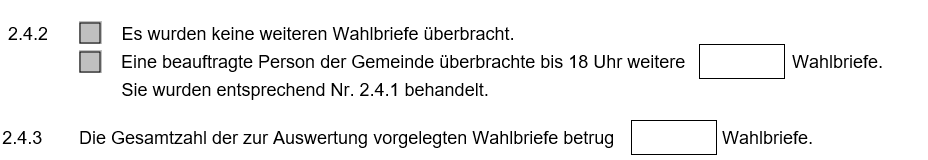 2.4.2 Es wurden keine weiteren Wahlbriefe überbracht.
Eine beauftragte Person der Gemeinde überbrachte bis 18 Uhr weitere Wahlbriefe.
Sie wurden entsprechend Nr. 2.4.1 behandelt.
2.4.3 Die Gesamtzahl der zur Auswertung vorgelegten Wahlbriefe betrug Wahlbriefe.